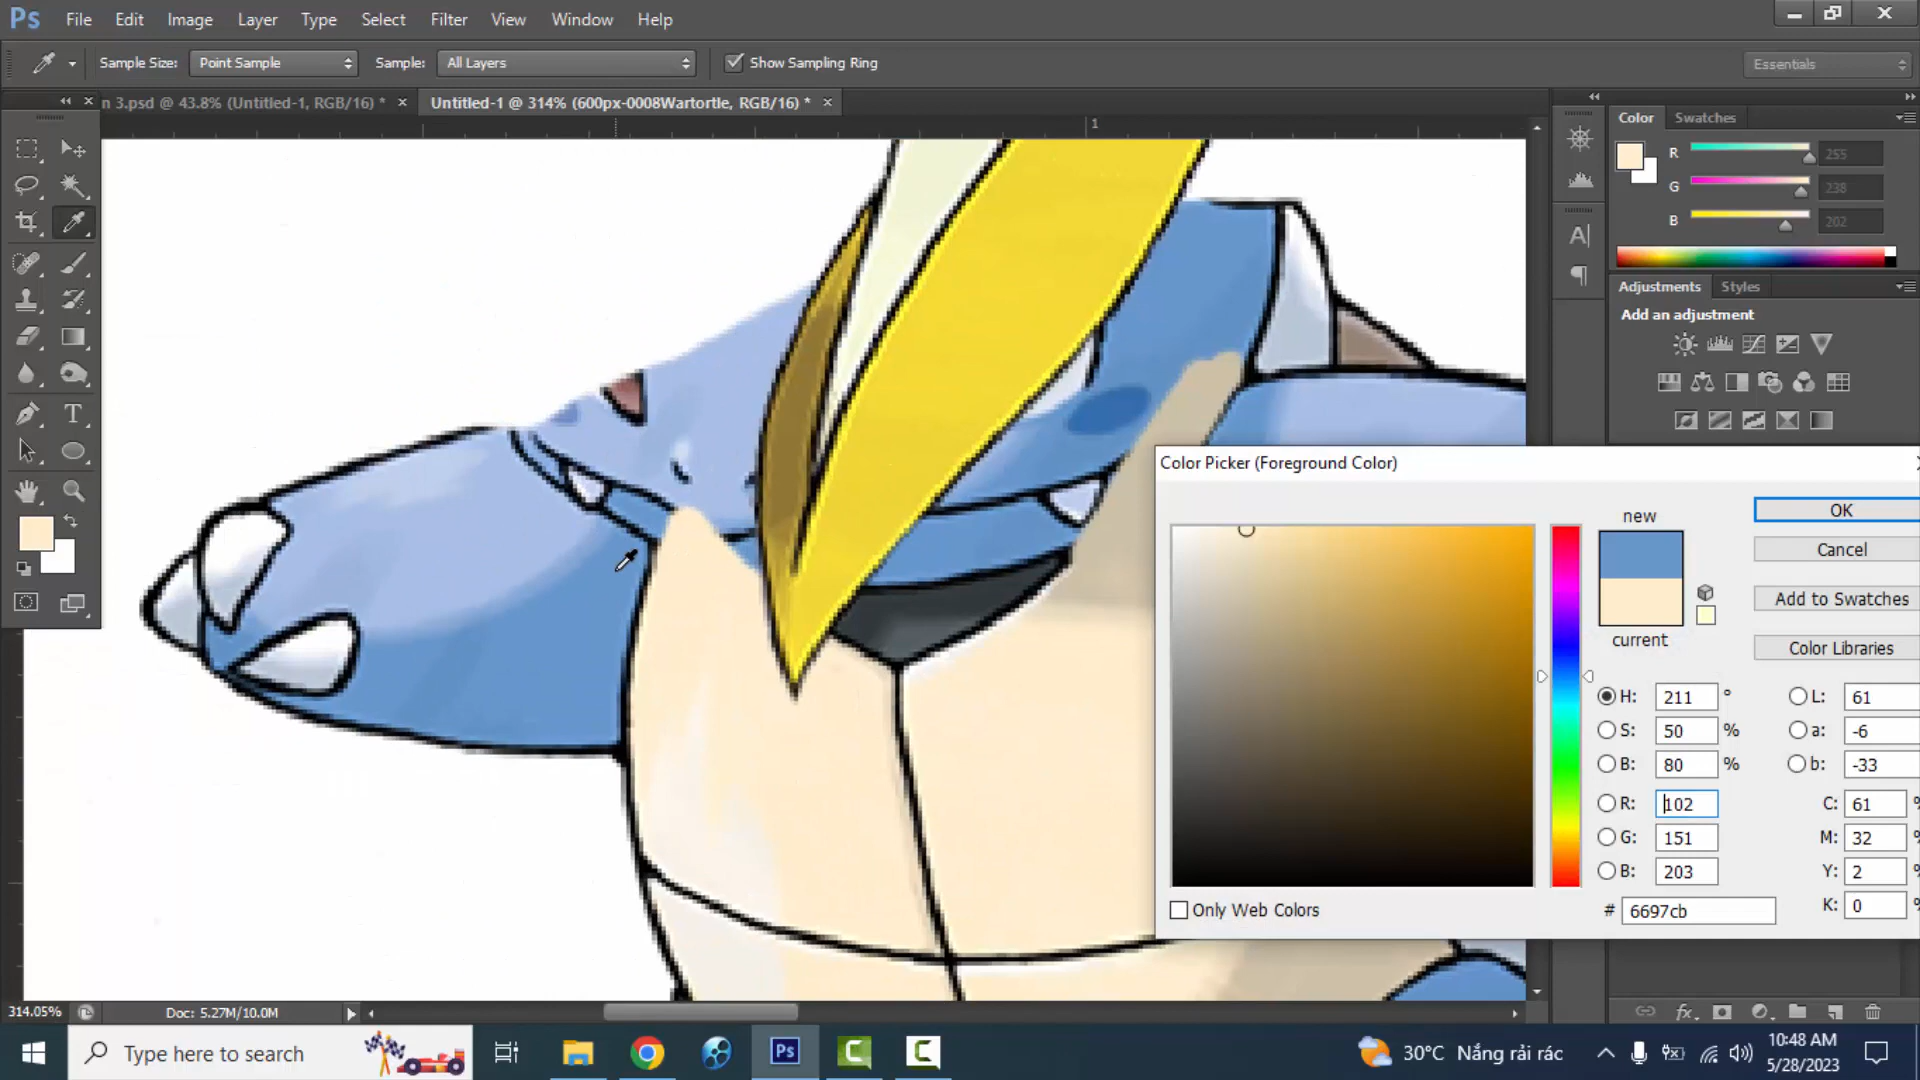 Ps File Edit Image Layer Type Select Filter View Window Help
Sample Size: Point Sample Sample: All Layers Show Sampling Ring Essentials
n 3.psd @ 43.8% (Untitled-1, RGB/16) * Untitled-1 @ 314% (600px-0008Wartortle, RGB/16) *
1
Color Swatches
R 255
G 238
B 202
Adjustments Styles
Add an adjustment
Color Picker (Foreground Color)
new
current
OK
Cancel
Add to Swatches
Color Libraries
H: 211 ° L: 61
S: 50 % a: -6
B: 80 % b: -33
R: 102 C: 61 %
G: 151 M: 32 %
B: 203 Y: 2 %
# 6697cb K: 0 %
Only Web Colors
314.05% Doc: 5.27M/10.0M
Type here to search
30°C Nắng rải rác
10:48 AM
5/28/2023